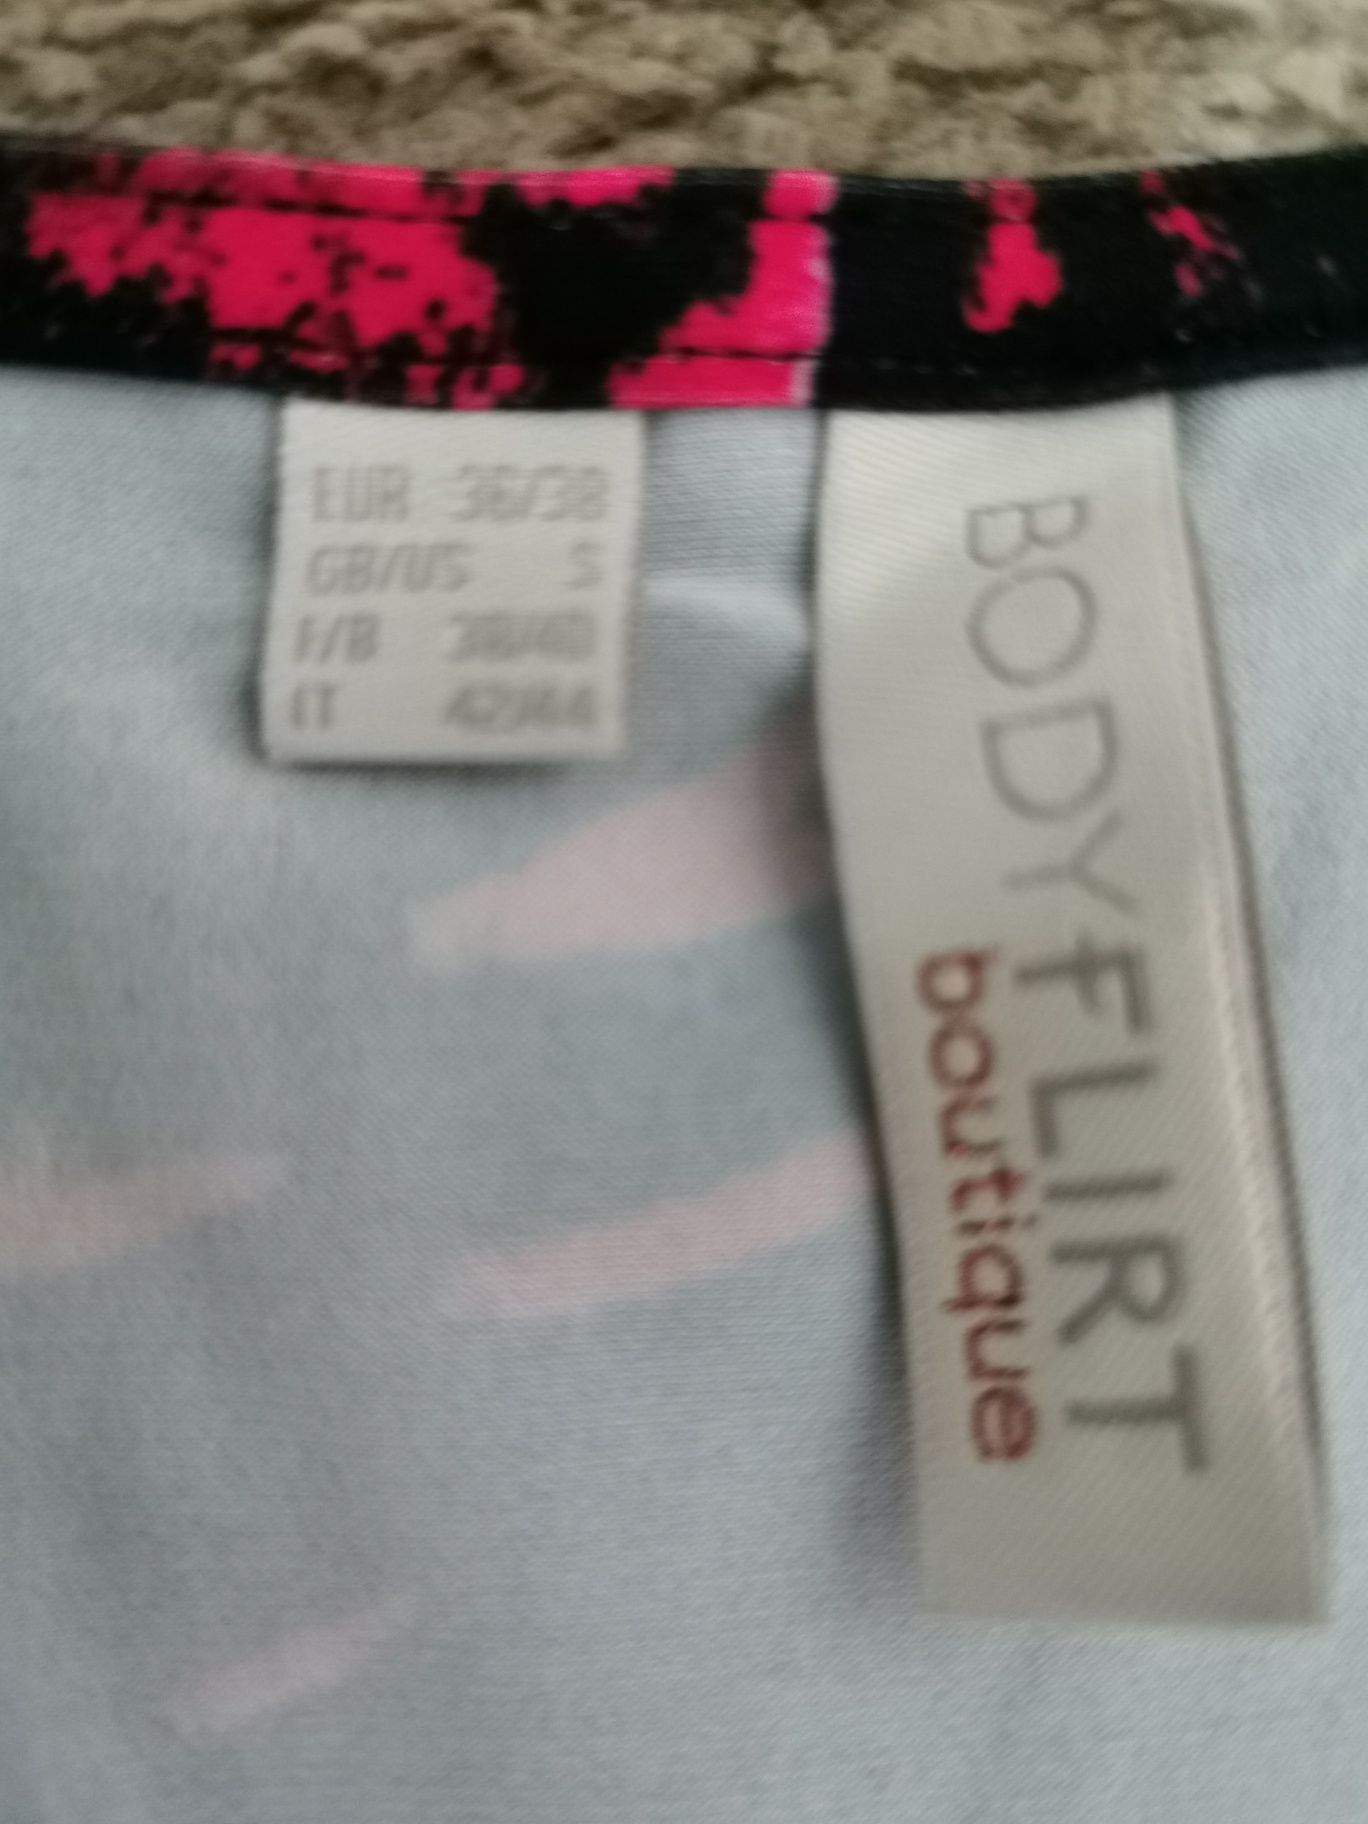 EUR 36/38
GB/US S
F/B 38/40
IT 42/44
BODYFLIRT
boutique